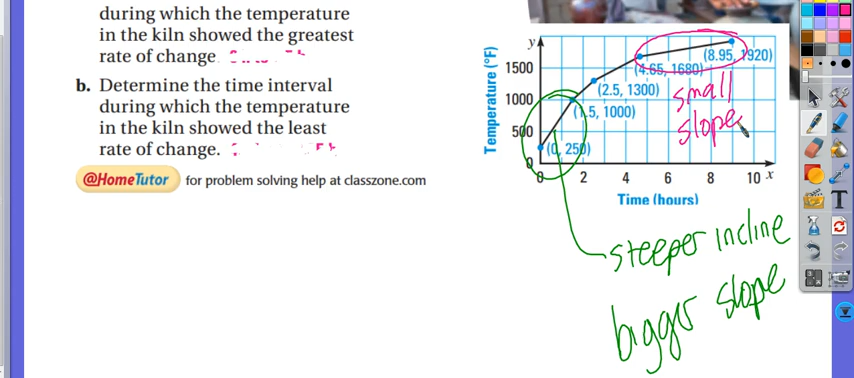 during which the temperature
in the kiln showed the greatest
rate of change.
b. Determine the time interval
during which the temperature
in the kiln showed the least
rate of change.
@HomeTutor for problem solving help at classzone.com
y
Temperature (°F)
1500
1000
500
0
(8.95, 1920)
(4.65, 1680)
(2.5, 1300)
(1.5, 1000)
(0, 250)
small
slope
0 2 4 6 8 10 x
Time (hours)
steeper incline
bigger slope
T